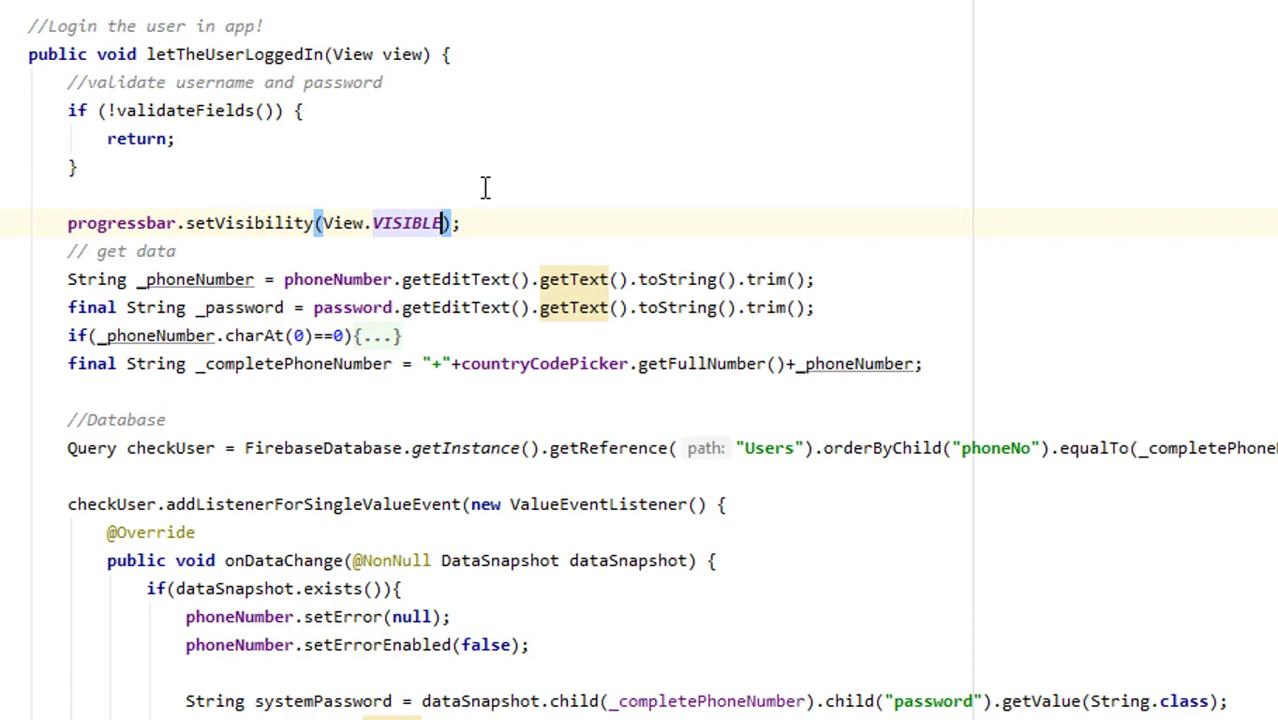 //Login the user in app!
public void letTheUserLoggedIn(View view) {
//validate username and password
if (!validateFields()) {
return;
}
progressbar.setVisibility(View.VISIBLE);
// get data
String _phoneNumber = phoneNumber.getEditText().getText().toString().trim();
final String _password = password.getEditText().getText().toString().trim();
if(_phoneNumber.charAt(0)==0){...}
final String _completePhoneNumber = "+"+countryCodePicker.getFullNumber()+_phoneNumber;
//Database
Query checkUser = FirebaseDatabase.getInstance().getReference( path: "Users").orderByChild("phoneNo").equalTo(_completePhone
checkUser.addListenerForSingleValueEvent(new ValueEventListener() {
@Override
public void onDataChange(@NonNull DataSnapshot dataSnapshot) {
if(dataSnapshot.exists()){
phoneNumber.setError(null);
phoneNumber.setErrorEnabled(false);
String systemPassword = dataSnapshot.child(_completePhoneNumber).child("password").getValue(String.class);